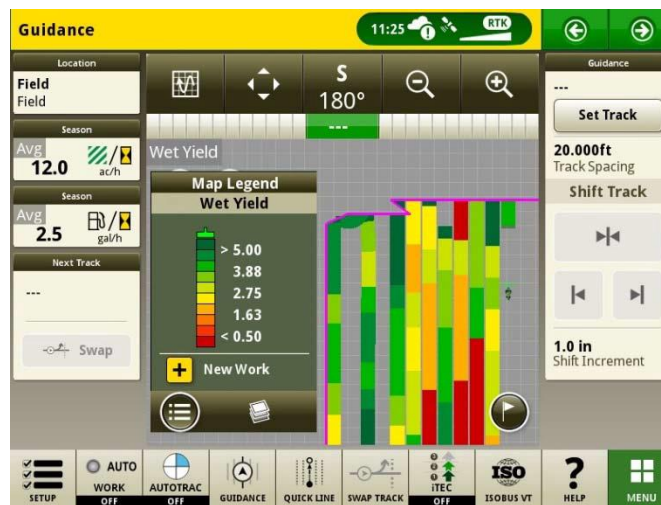 Guidance
11:25
RTK
Location
Field
Field
Season
Avg
12.0
ac/h
Season
Avg
2.5
gal/h
Next Track
---
Swap
S
180°
---
Wet Yield
Map Legend
Wet Yield
> 5.00
3.88
2.75
1.63
< 0.50
New Work
Guidance
---
Set Track
20.000ft
Track Spacing
Shift Track
1.0 in
Shift Increment
SETUP
AUTO
WORK
OFF
AUTOTRAC
OFF
GUIDANCE
QUICK LINE
SWAP TRACK
iTEC
OFF
ISO
ISOBUS VT
?
HELP
MENU